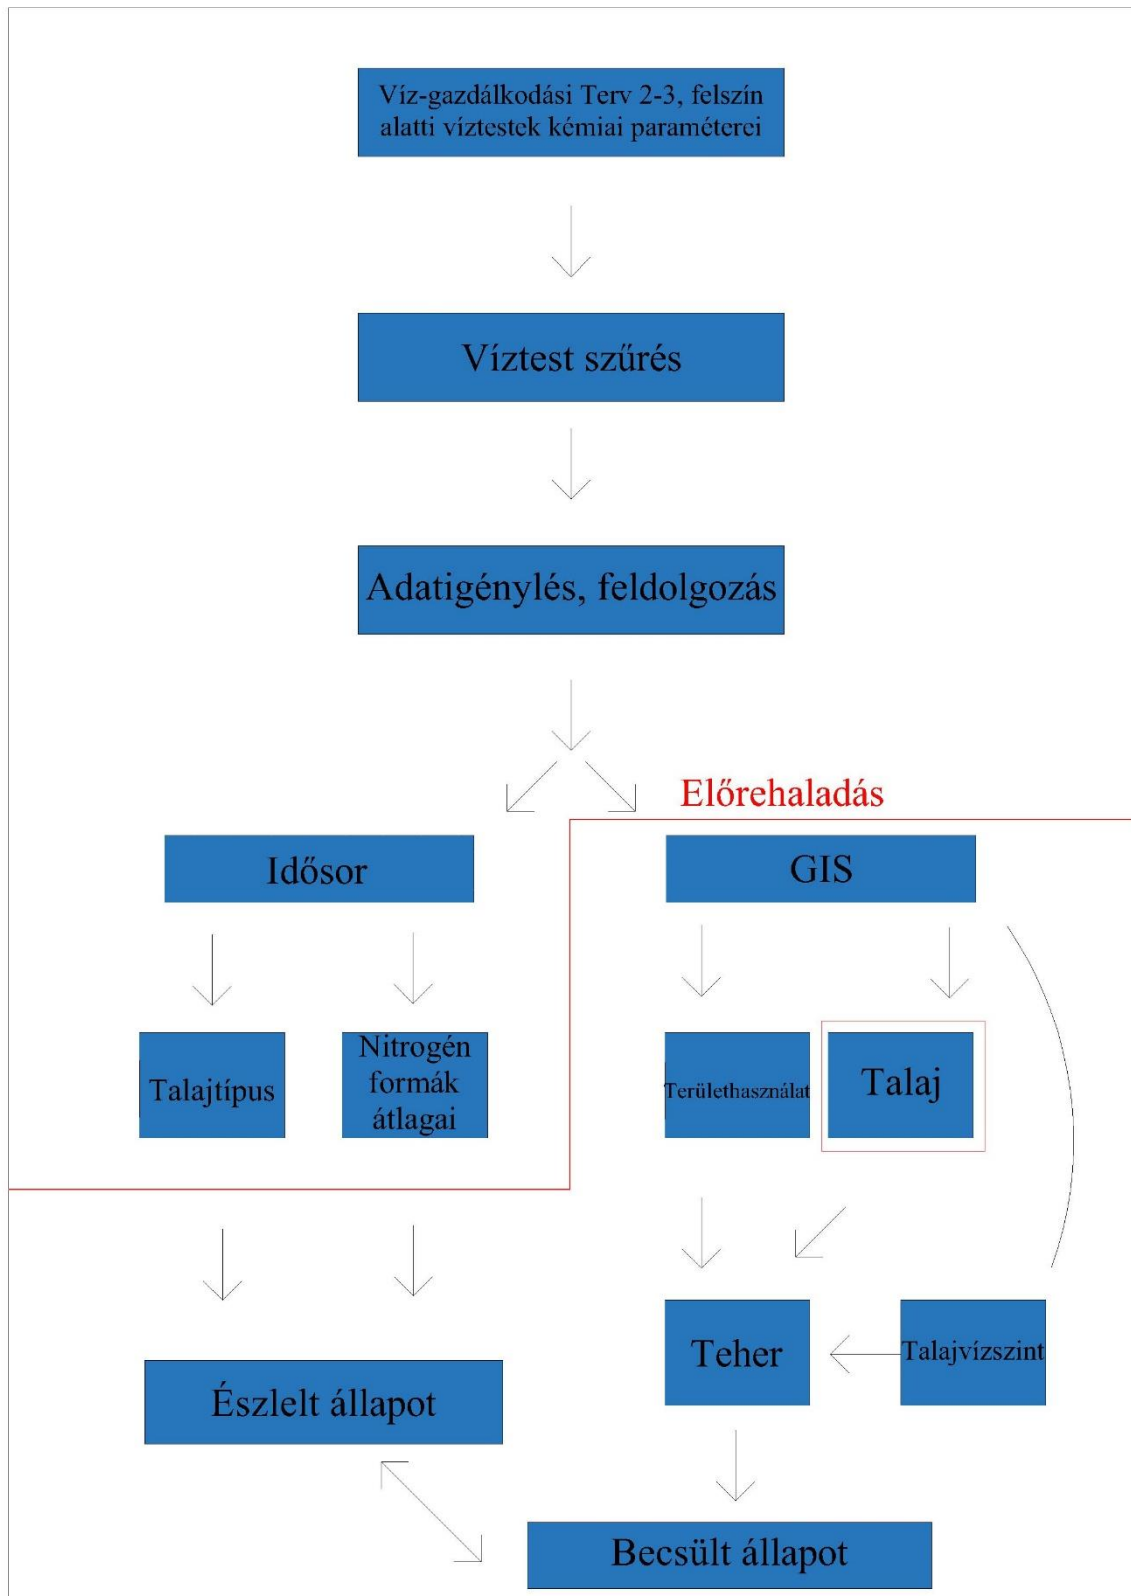 Víz-gazdálkodási Terv 2-3, felszín
alatti víztestek kémiai paraméterei
Víztest szűrés
Adatigénylés, feldolgozás
Előrehaladás
Idősor
GIS
Talajtípus
Nitrogén
formák
átlagai
Területhasználat
Talaj
Teher
Talajvízszint
Észlelt állapot
Becsült állapot